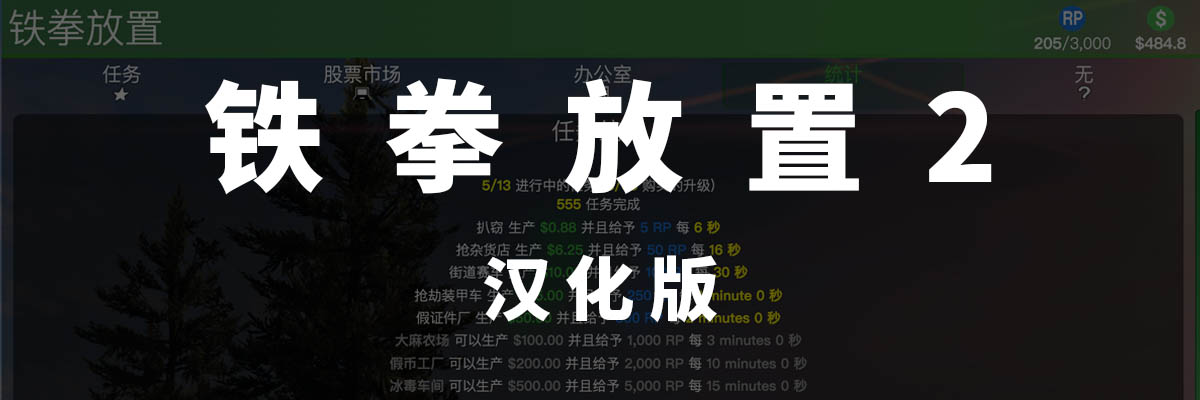 铁拳放置
RP $
205/3,000 $484.8
任务 股票市场 办公室 统计 无
★ ?
铁拳放置2
5/13 进行中的 购买的升级）
555 任务完成
扒窃 生产 $0.88 并且给予 5 RP 每 6 秒
抢杂货店 生产 $6.25 并且给予 50 RP 每 16 秒
街道赛车 30 秒
汉化版
抢劫装甲车 生 minute 0 秒
假证件厂 生 minutes 0 秒
大麻农场 可以生产 $100.00 并且给予 1,000 RP 每 3 minutes 0 秒
假币工厂 可以生产 $200.00 并且给予 2,000 RP 每 10 minutes 0 秒
冰毒车间 可以生产 $500.00 并且给予 5,000 RP 每 15 minutes 0 秒